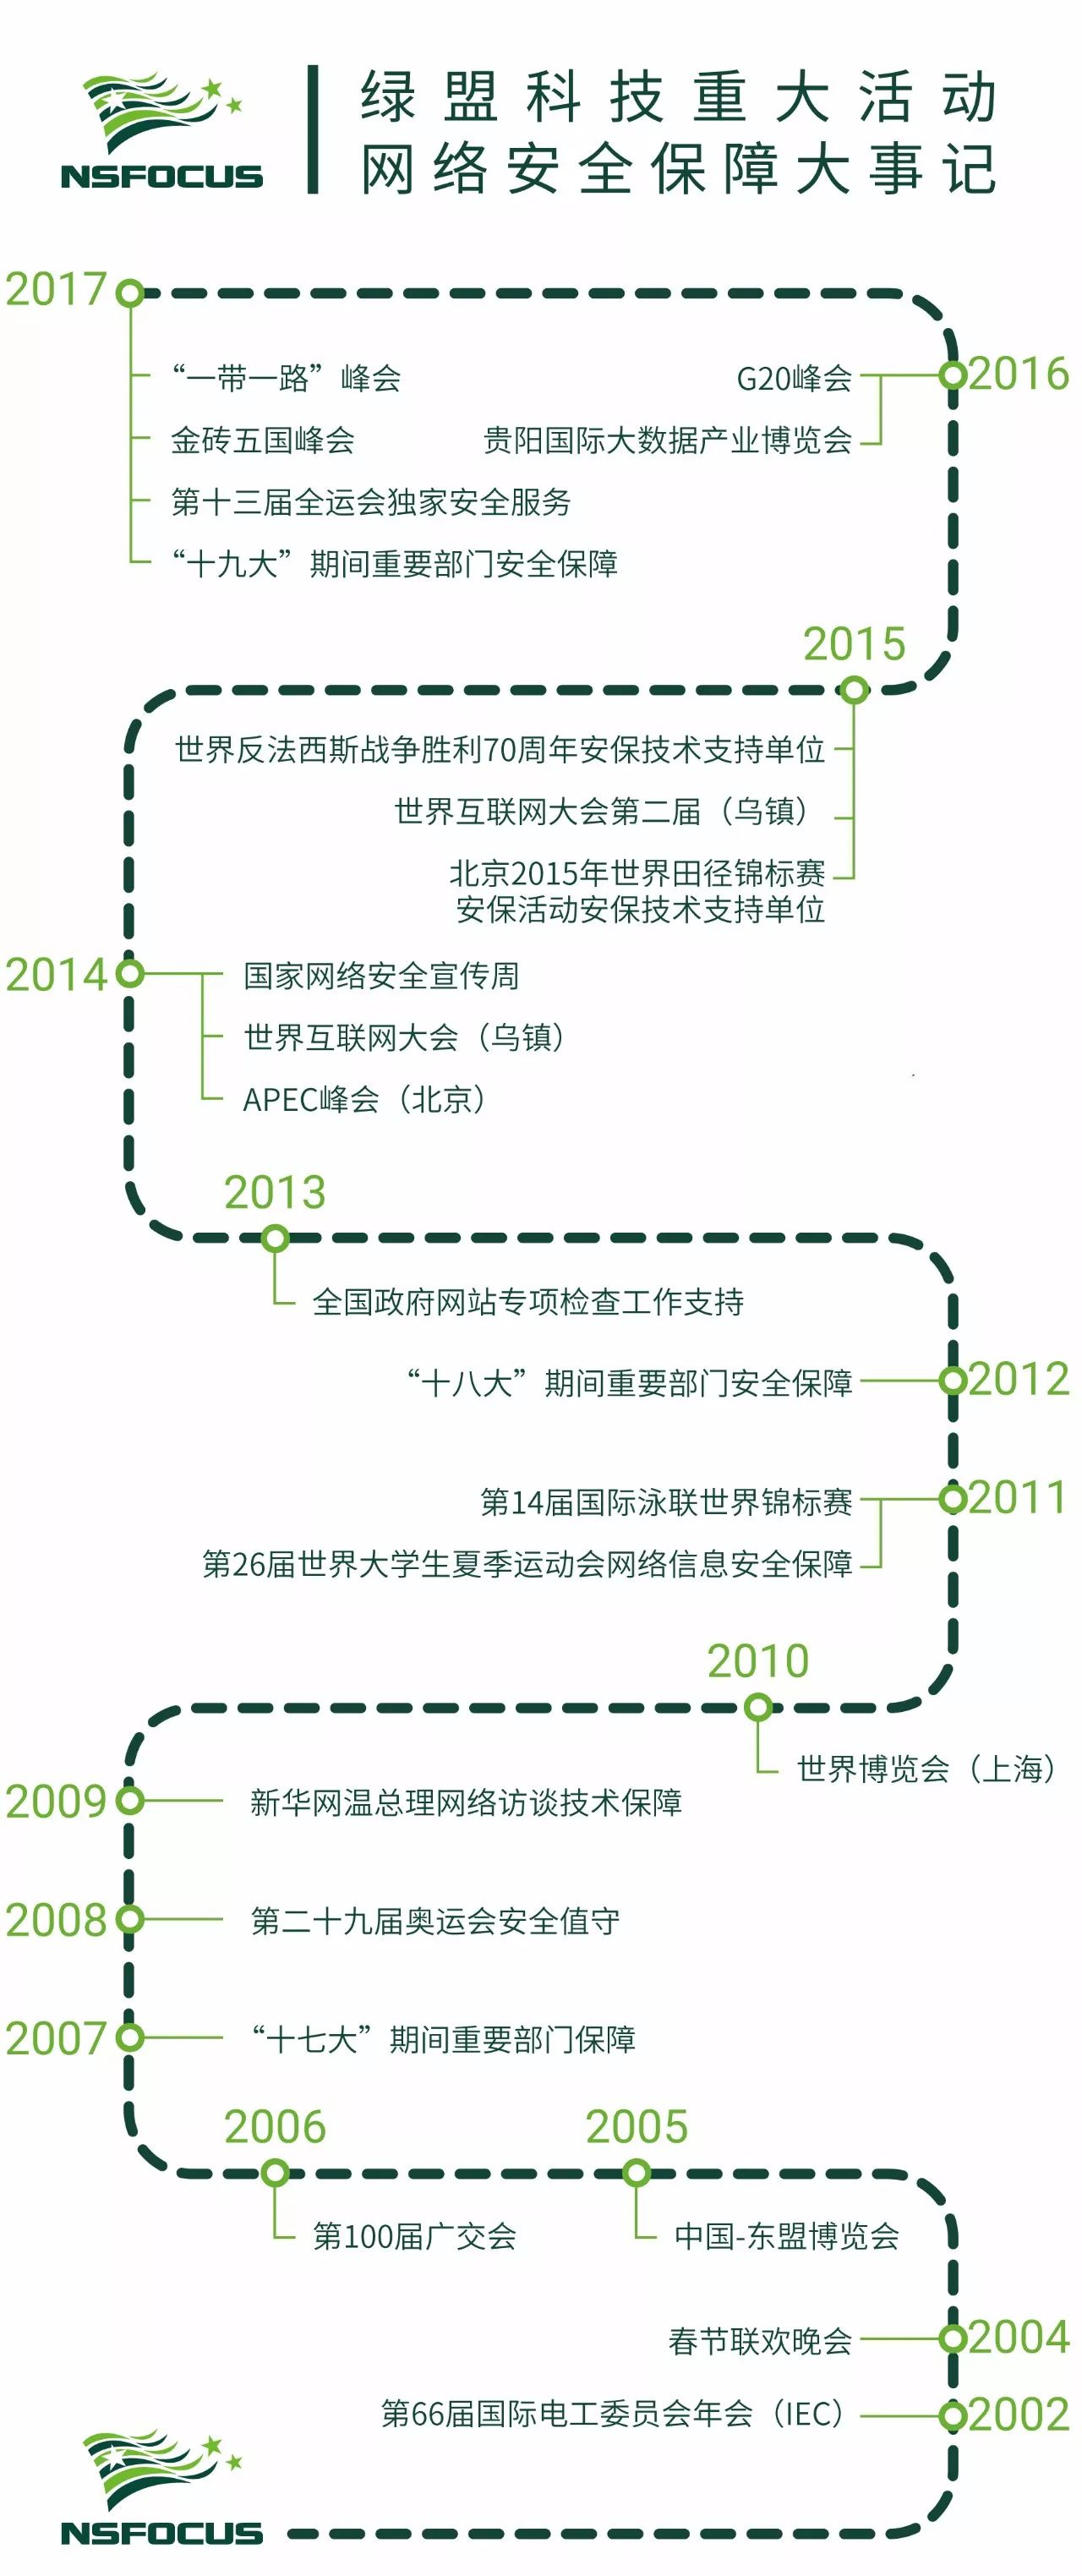 NSFOCUS
绿盟科技重大活动
网络安全保障大事记
2017
“一带一路”峰会
金砖五国峰会
第十三届全运会独家安全服务
“十九大”期间重要部门安全保障
2016
G20峰会
贵阳国际大数据产业博览会
2015
世界反法西斯战争胜利70周年安保技术支持单位
世界互联网大会第二届（乌镇）
北京2015年世界田径锦标赛
安保活动安保技术支持单位
2014
国家网络安全宣传周
世界互联网大会（乌镇）
APEC峰会（北京）
2013
全国政府网站专项检查工作支持
2012
“十八大”期间重要部门安全保障
2011
第14届国际泳联世界锦标赛
第26届世界大学生夏季运动会网络信息安全保障
2010
世界博览会（上海）
2009
新华网温总理网络访谈技术保障
2008
第二十九届奥运会安全值守
2007
“十七大”期间重要部门保障
2006
第100届广交会
2005
中国-东盟博览会
2004
春节联欢晚会
2002
第66届国际电工委员会年会（IEC）
NSFOCUS